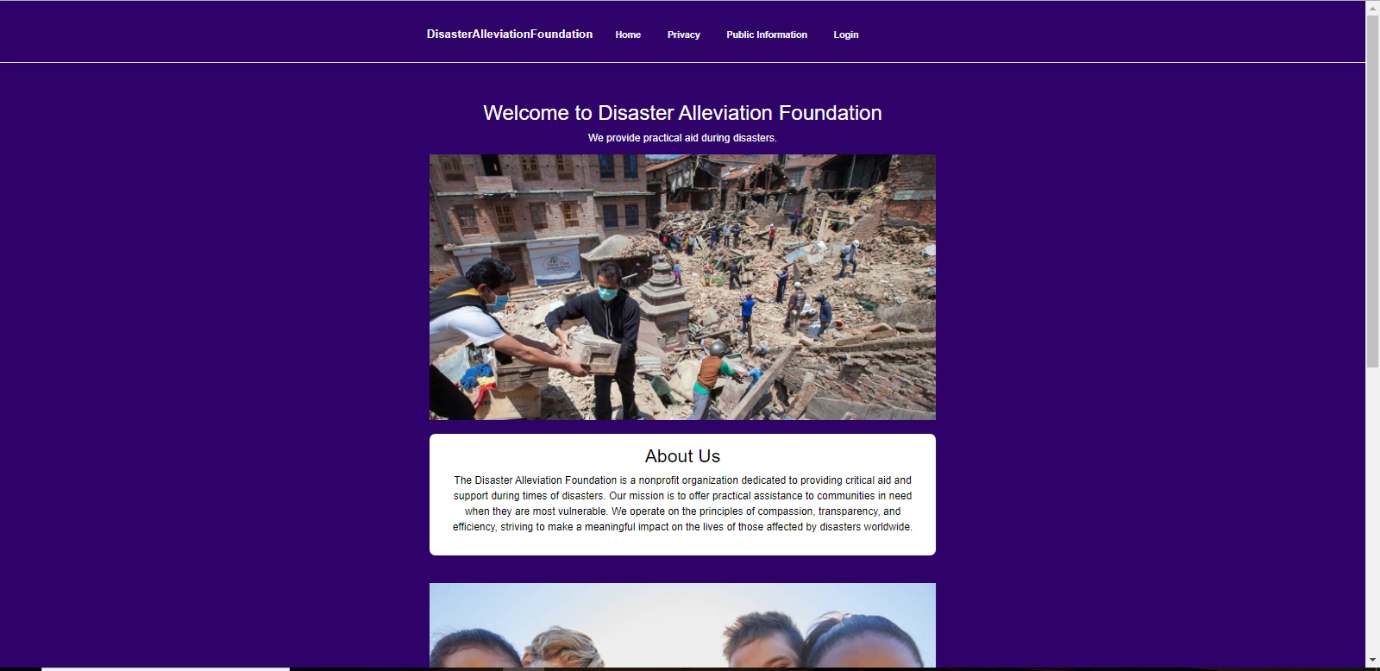 DisasterAlleviationFoundation Home Privacy Public Information Login
Welcome to Disaster Alleviation Foundation
We provide practical aid during disasters.
About Us
The Disaster Alleviation Foundation is a nonprofit organization dedicated to providing critical aid and
support during times of disasters. Our mission is to offer practical assistance to communities in need
when they are most vulnerable. We operate on the principles of compassion, transparency, and
efficiency, striving to make a meaningful impact on the lives of those affected by disasters worldwide.